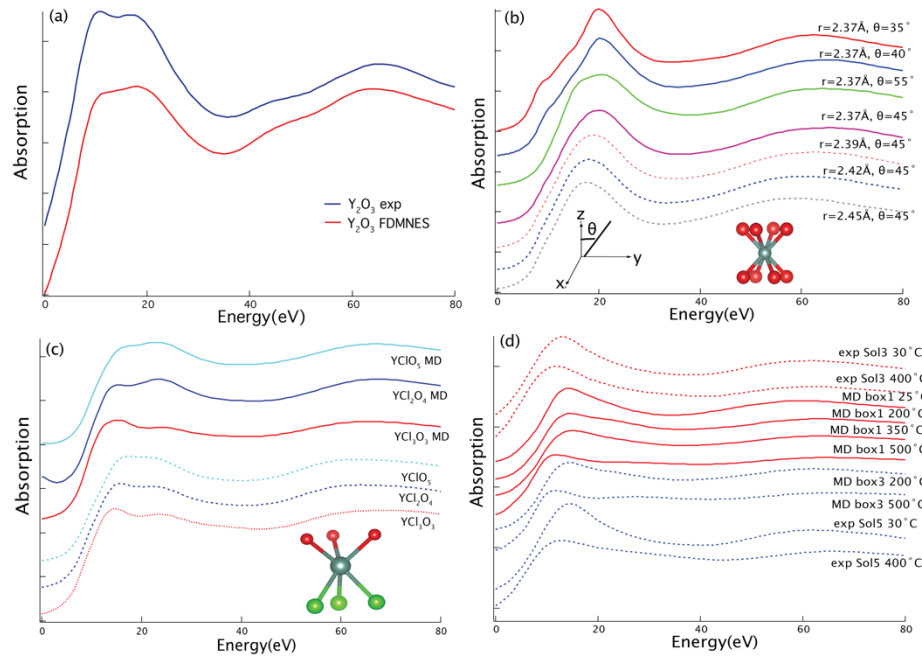 (a)
Absorption
Y₂O₃ exp
Y₂O₃ FDMNES
0
20
40
60
80
Energy(eV)
(b)
Absorption
r=2.37Å, θ=35°
r=2.37Å, θ=40°
r=2.37Å, θ=55°
r=2.37Å, θ=45°
r=2.39Å, θ=45°
r=2.42Å, θ=45°
r=2.45Å, θ=45°
z
θ
y
x
0
20
40
60
80
Energy(eV)
(c)
Absorption
YClO₅ MD
YCl₂O₄ MD
YCl₃O₃ MD
YClO₅
YCl₂O₄
YCl₃O₃
0
20
40
60
80
Energy(eV)
(d)
Absorption
exp Sol3 30°C
exp Sol3 400°C
MD box1 25°C
MD box1 200°C
MD box1 350°C
MD box1 500°C
MD box3 200°C
MD box3 500°C
exp Sol5 30°C
exp Sol5 400°C
0
20
40
60
80
Energy(eV)